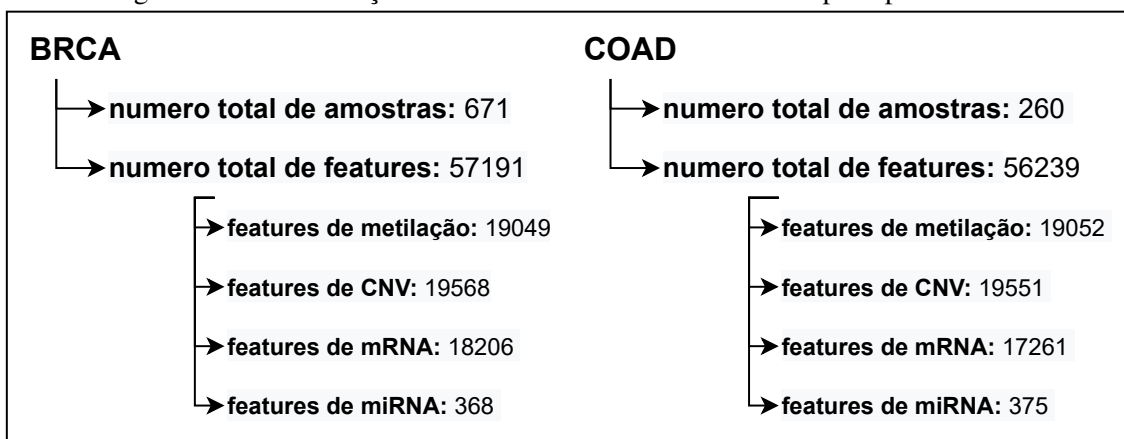 BRCA
numero total de amostras: 671
numero total de features: 57191
features de metilação: 19049
features de CNV: 19568
features de mRNA: 18206
features de miRNA: 368
COAD
numero total de amostras: 260
numero total de features: 56239
features de metilação: 19052
features de CNV: 19551
features de mRNA: 17261
features de miRNA: 375